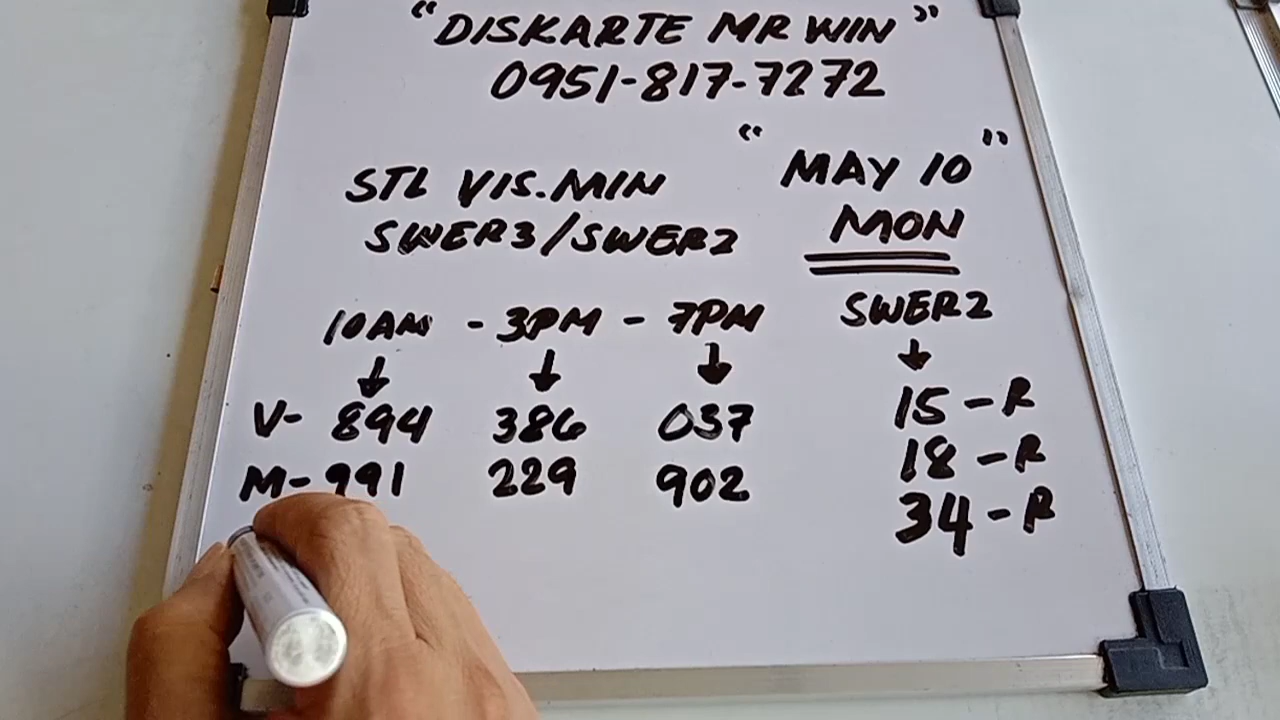 "DISKARTE MR WIN"
0951-817-7272
STL VIS.MIN
SWER3/SWER2
"MAY 10"
MON
10AM - 3PM - 7PM
V- 894 386 037
M- 991 229 902
SWER2
15-R
18-R
34-R